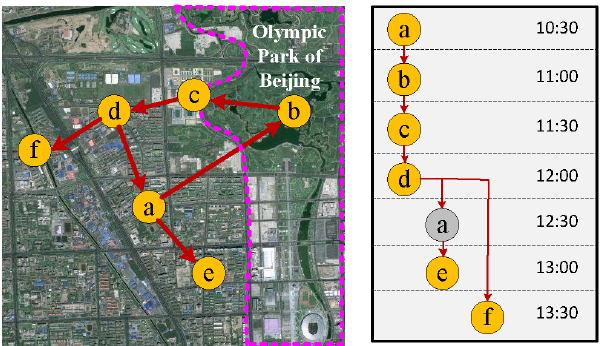 Olympic
Park of
Beijing
c
b
d
f
a
e
a 10:30
b 11:00
c 11:30
d 12:00
a 12:30
e 13:00
f 13:30